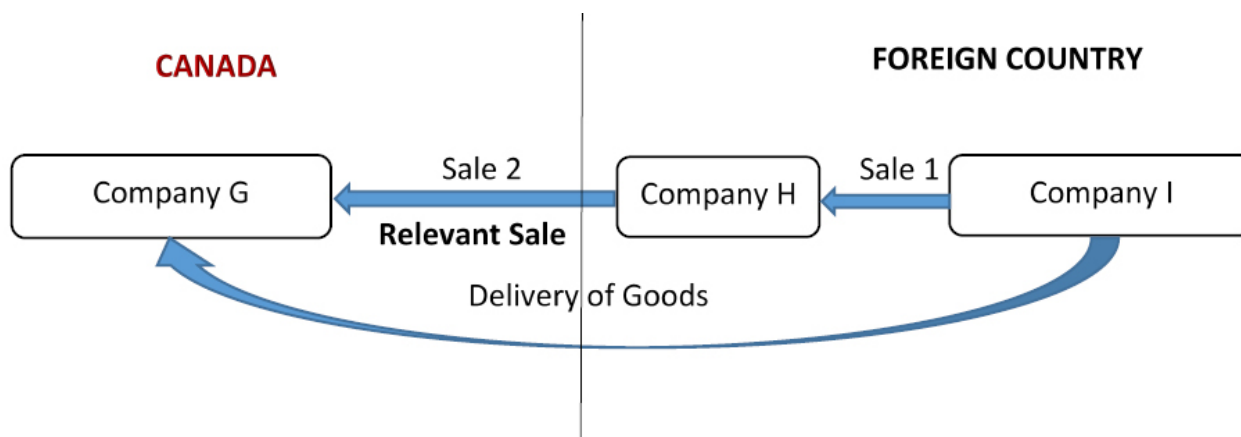 CANADA
FOREIGN COUNTRY
Sale 2
Sale 1
Company G
Company H
Company I
Relevant Sale
Delivery of Goods